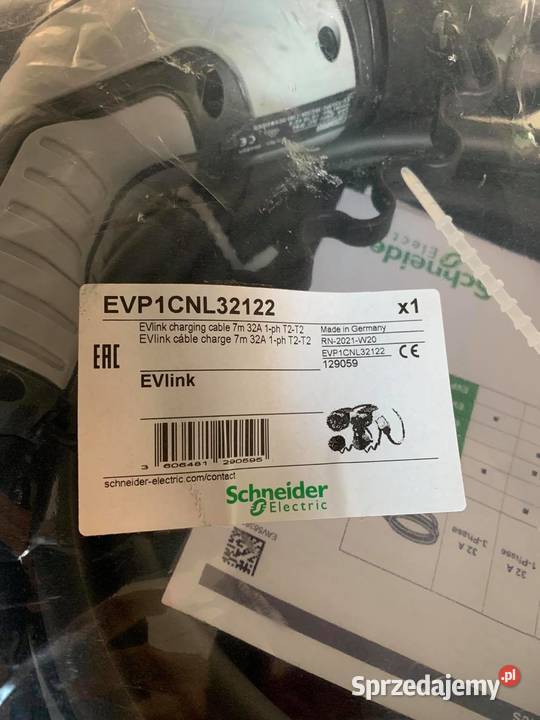 Schneider
Electric
EVP1CNL32122 x1
EVlink charging cable 7m 32A 1-ph T2-T2 Made in Germany
EVlink câble charge 7m 32A 1-ph T2-T2 RN-2021-W20
EAC EVP1CNL32122 CE
129059
EVlink
3 606481 290595
schneider-electric.com/contact
Schneider
Electric
32 A
1-Phase
32 A
3-Phase
Sprzedajemy.pl